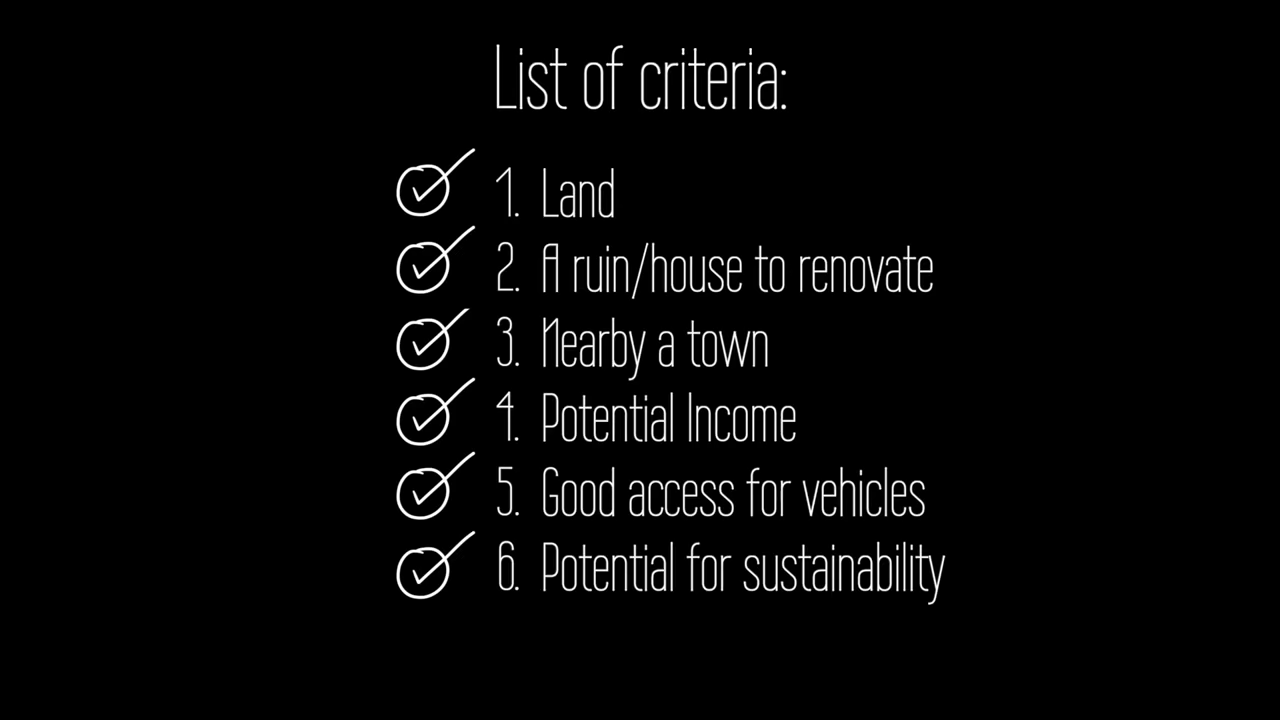 List of criteria:
1. Land
2. A ruin/house to renovate
3. Nearby a town
4. Potential Income
5. Good access for vehicles
6. Potential for sustainability